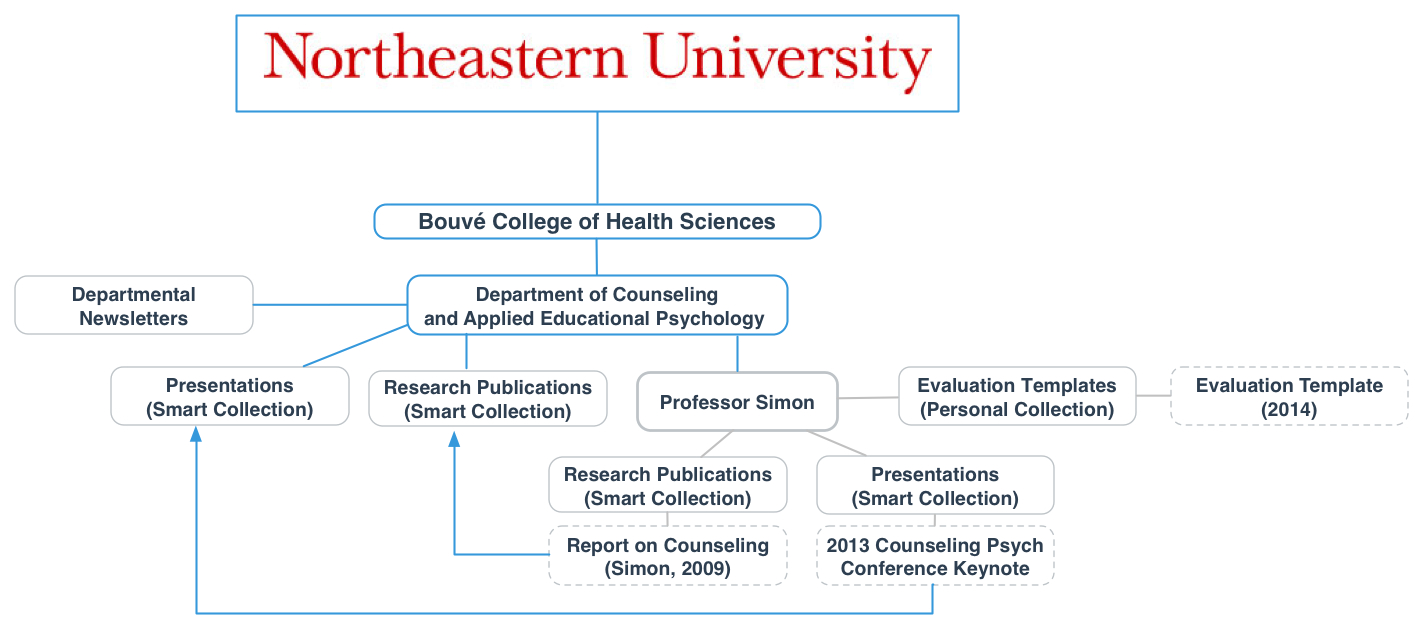 Northeastern University
Bouvé College of Health Sciences
Departmental
Newsletters
Department of Counseling
and Applied Educational Psychology
Presentations
(Smart Collection)
Research Publications
(Smart Collection)
Professor Simon
Evaluation Templates
(Personal Collection)
Evaluation Template
(2014)
Research Publications
(Smart Collection)
Presentations
(Smart Collection)
Report on Counseling
(Simon, 2009)
2013 Counseling Psych
Conference Keynote